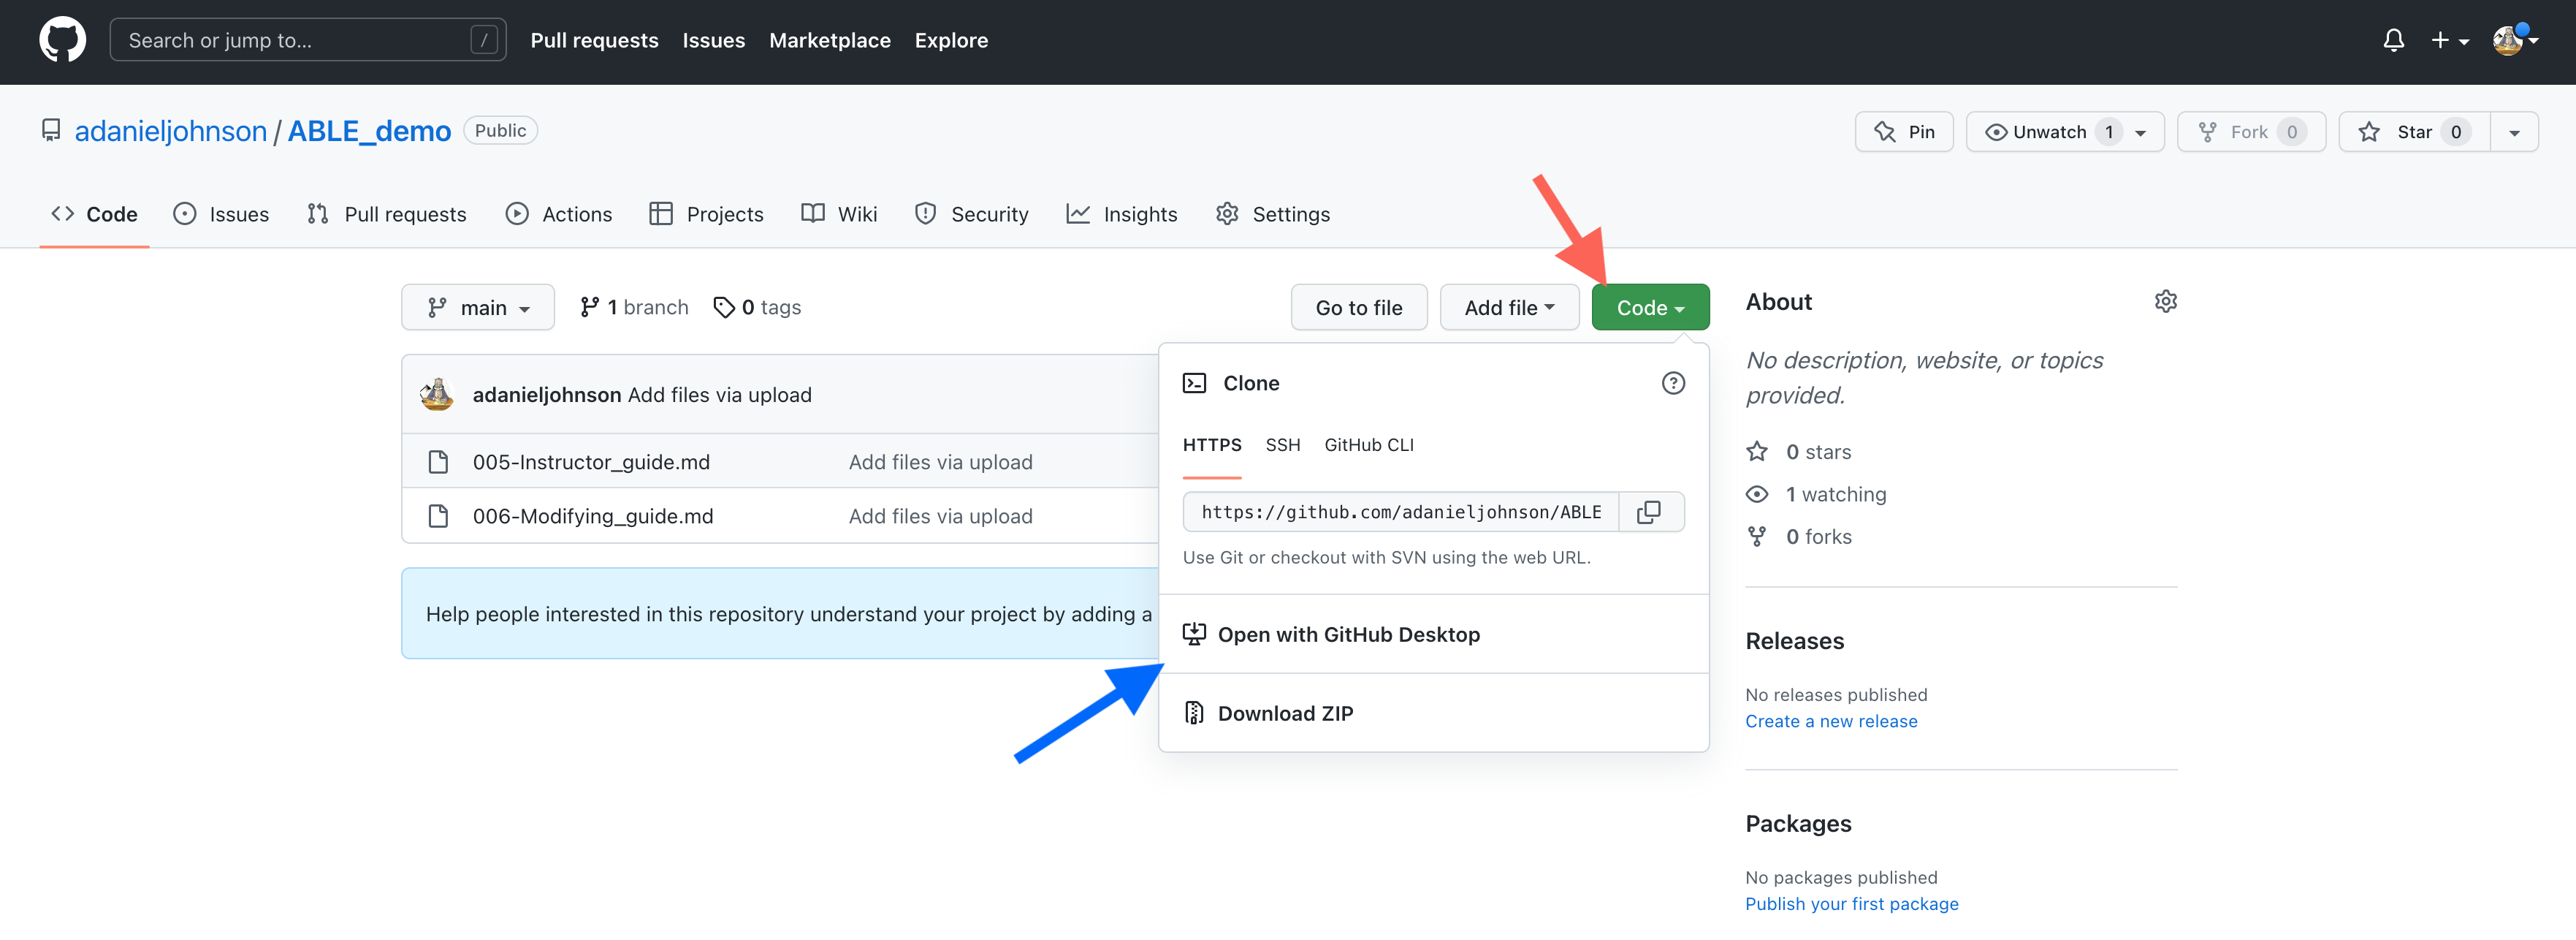 Search or jump to... / Pull requests Issues Marketplace Explore
adanieljohnson / ABLE_demo Public
Pin Unwatch 1 Fork 0 Star 0
Code Issues Pull requests Actions Projects Wiki Security Insights Settings
main 1 branch 0 tags Go to file Add file Code
adanieljohnson Add files via upload
005-Instructor_guide.md Add files via upload
006-Modifying_guide.md Add files via upload
Help people interested in this repository understand your project by adding a
Clone
HTTPS SSH GitHub CLI
https://github.com/adanieljohnson/ABLE
Use Git or checkout with SVN using the web URL.
Open with GitHub Desktop
Download ZIP
About
No description, website, or topics
provided.
0 stars
1 watching
0 forks
Releases
No releases published
Create a new release
Packages
No packages published
Publish your first package